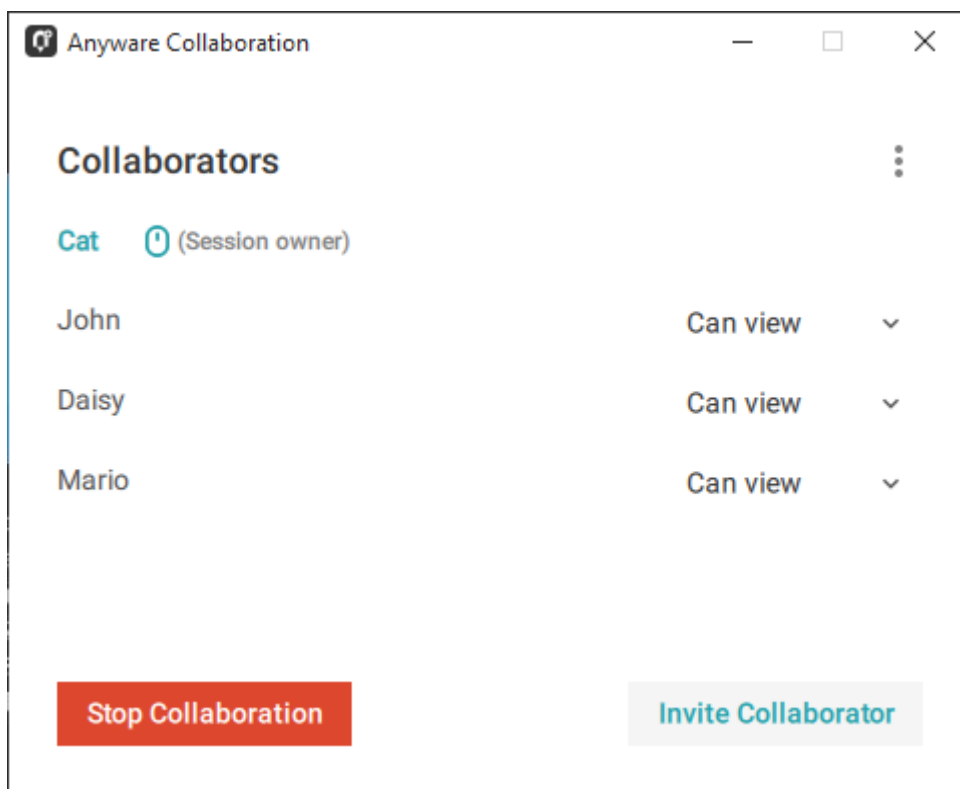 Anyware Collaboration
Collaborators
Cat (Session owner)
John Can view
Daisy Can view
Mario Can view
Stop Collaboration Invite Collaborator